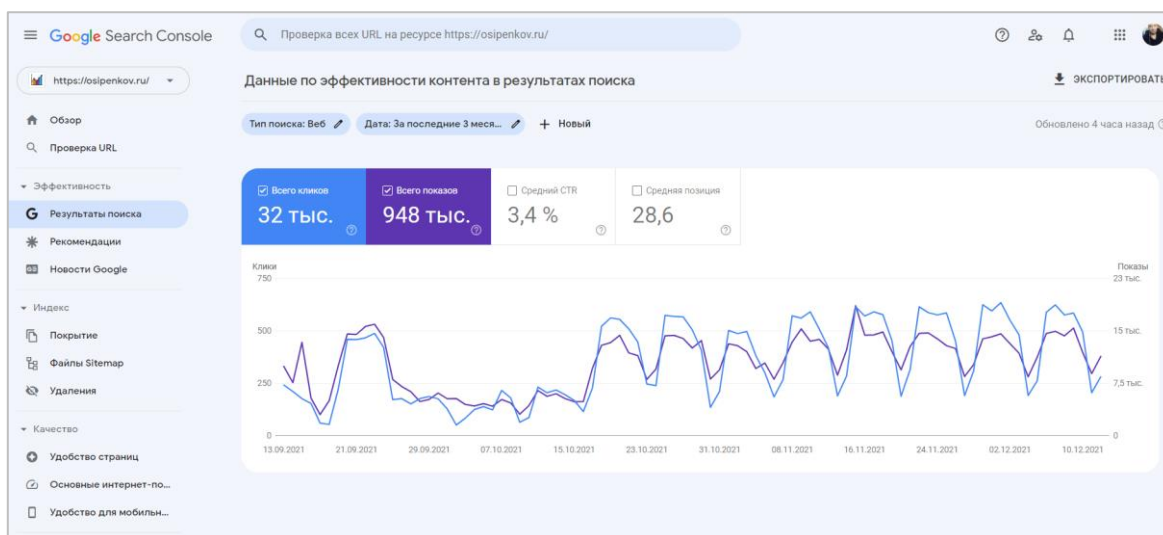 Google Search Console
Проверка всех URL на ресурсе https://osipenkov.ru/
https://osipenkov.ru/
Данные по эффективности контента в результатах поиска
ЭКСПОРТИРОВАТЬ
Обзор
Проверка URL
Тип поиска: Веб
Дата: За последние 3 меся...
+ Новый
Обновлено 4 часа назад
Эффективность
Результаты поиска
Рекомендации
Новости Google
Индекс
Покрытие
Файлы Sitemap
Удаления
Качество
Удобство страниц
Основные интернет-по...
Удобство для мобильн...
Всего кликов
32 тыс.
Всего показов
948 тыс.
Средний CTR
3,4 %
Средняя позиция
28,6
Клики
Показы
750
23 тыс.
500
15 тыс.
250
7,5 тыс.
0
0
13.09.2021 21.09.2021 29.09.2021 07.10.2021 15.10.2021 23.10.2021 31.10.2021 08.11.2021 16.11.2021 24.11.2021 02.12.2021 10.12.2021